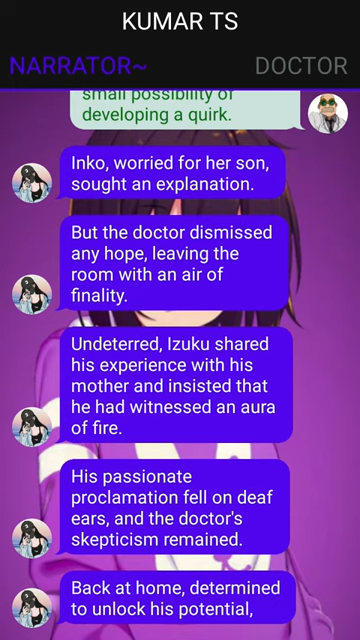 KUMAR TS
NARRATOR~ DOCTOR
small possibility of
developing a quirk.
Inko, worried for her son,
sought an explanation.
But the doctor dismissed
any hope, leaving the
room with an air of
finality.
Undeterred, Izuku shared
his experience with his
mother and insisted that
he had witnessed an aura
of fire.
His passionate
proclamation fell on deaf
ears, and the doctor's
skepticism remained.
Back at home, determined
to unlock his potential,